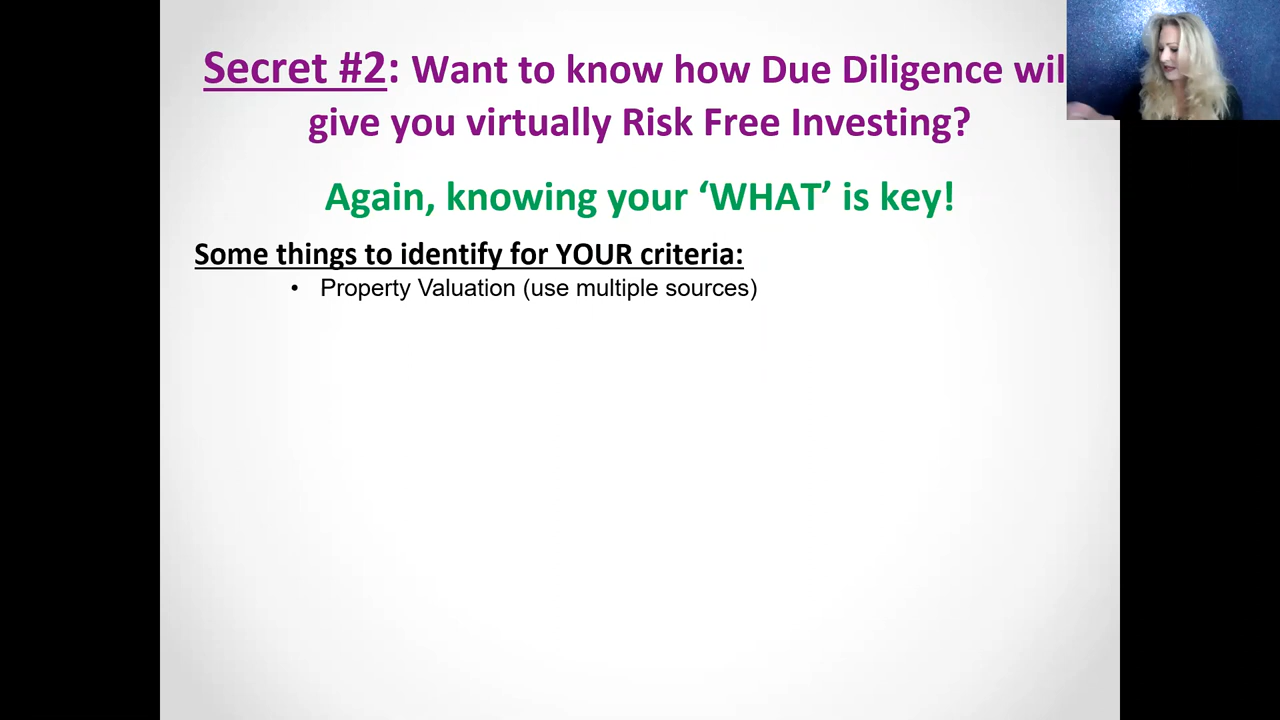 Secret #2: Want to know how Due Diligence wil
give you virtually Risk Free Investing?
Again, knowing your ‘WHAT’ is key!
Some things to identify for YOUR criteria:
• Property Valuation (use multiple sources)